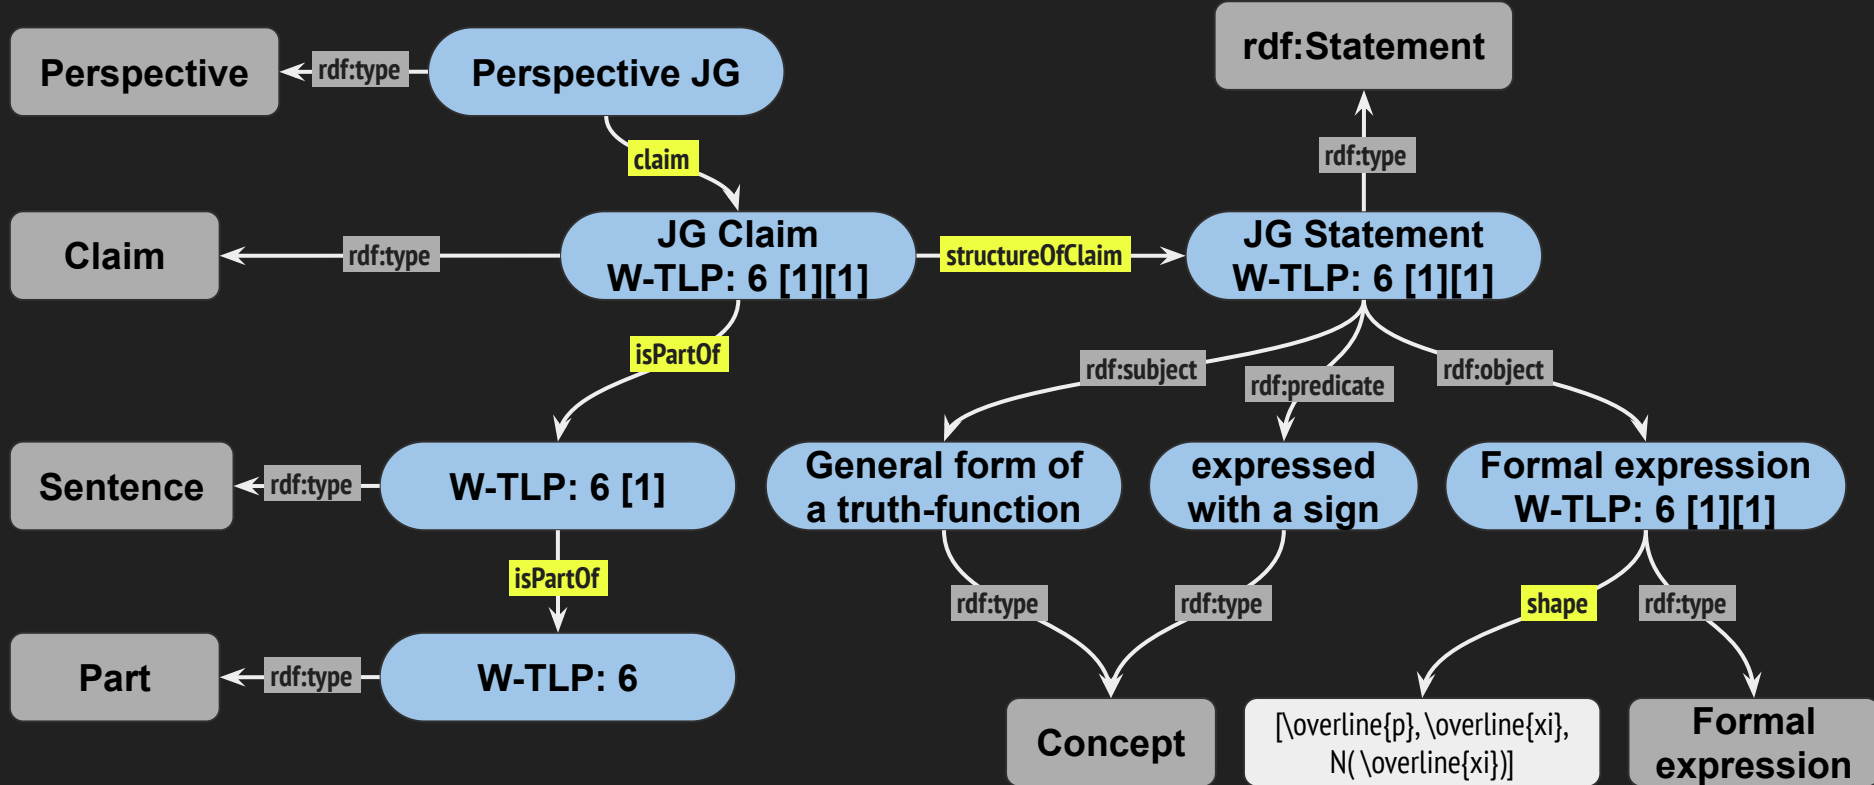 Perspective
rdf:type
Perspective JG
rdf:Statement
claim
rdf:type
Claim
rdf:type
JG Claim
W-TLP: 6 [1][1]
structureOfClaim
JG Statement
W-TLP: 6 [1][1]
isPartOf
rdf:subject
rdf:predicate
rdf:object
Sentence
rdf:type
W-TLP: 6 [1]
General form of
a truth-function
expressed
with a sign
Formal expression
W-TLP: 6 [1][1]
isPartOf
rdf:type
rdf:type
shape
rdf:type
Part
rdf:type
W-TLP: 6
Concept
[\overline{p}, \overline{xi},
N( \overline{xi})]
Formal
expression